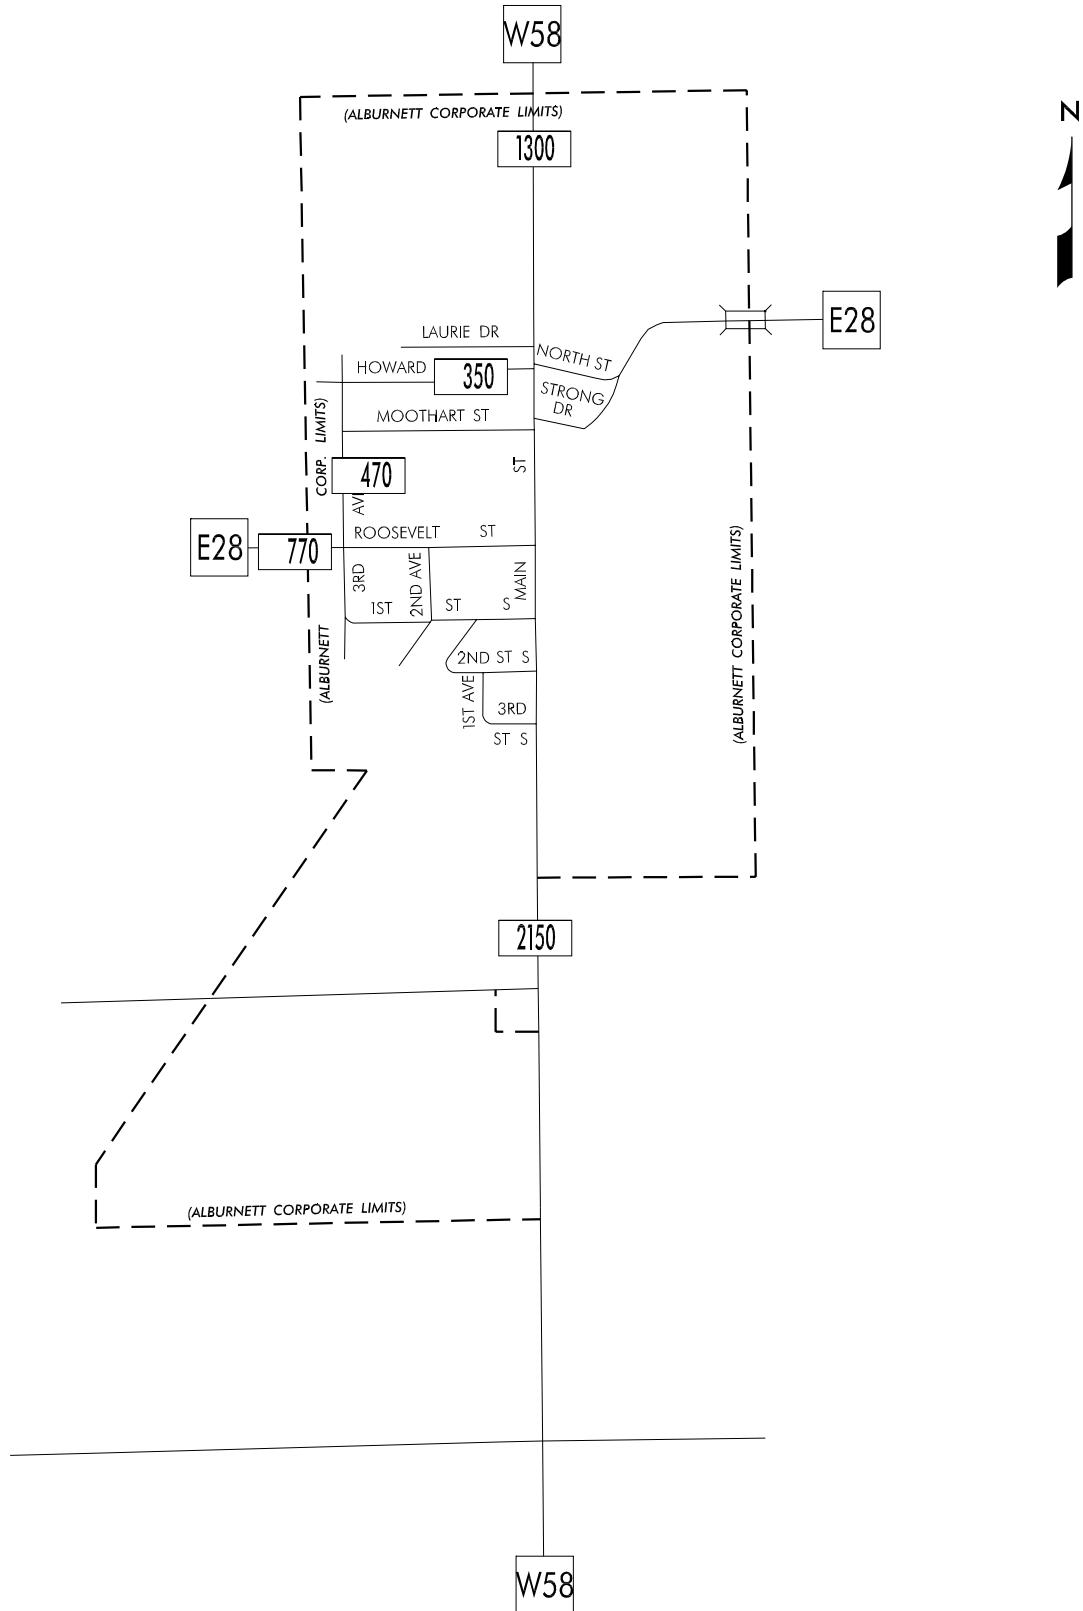 W58
(ALBURNETT CORPORATE LIMITS)
N
1300
E28
LAURIE DR
NORTH ST
HOWARD
350
STRONG
DR
MOOTHART ST
CORP. LIMITS)
470
ST
AVE
ROOSEVELT ST
E28
770
3RD
2ND AVE
MAIN
1ST ST S
(ALBURNETT
2ND ST S
1ST AVE
3RD
ST S
(ALBURNETT CORPORATE LIMITS)
2150
(ALBURNETT CORPORATE LIMITS)
W58